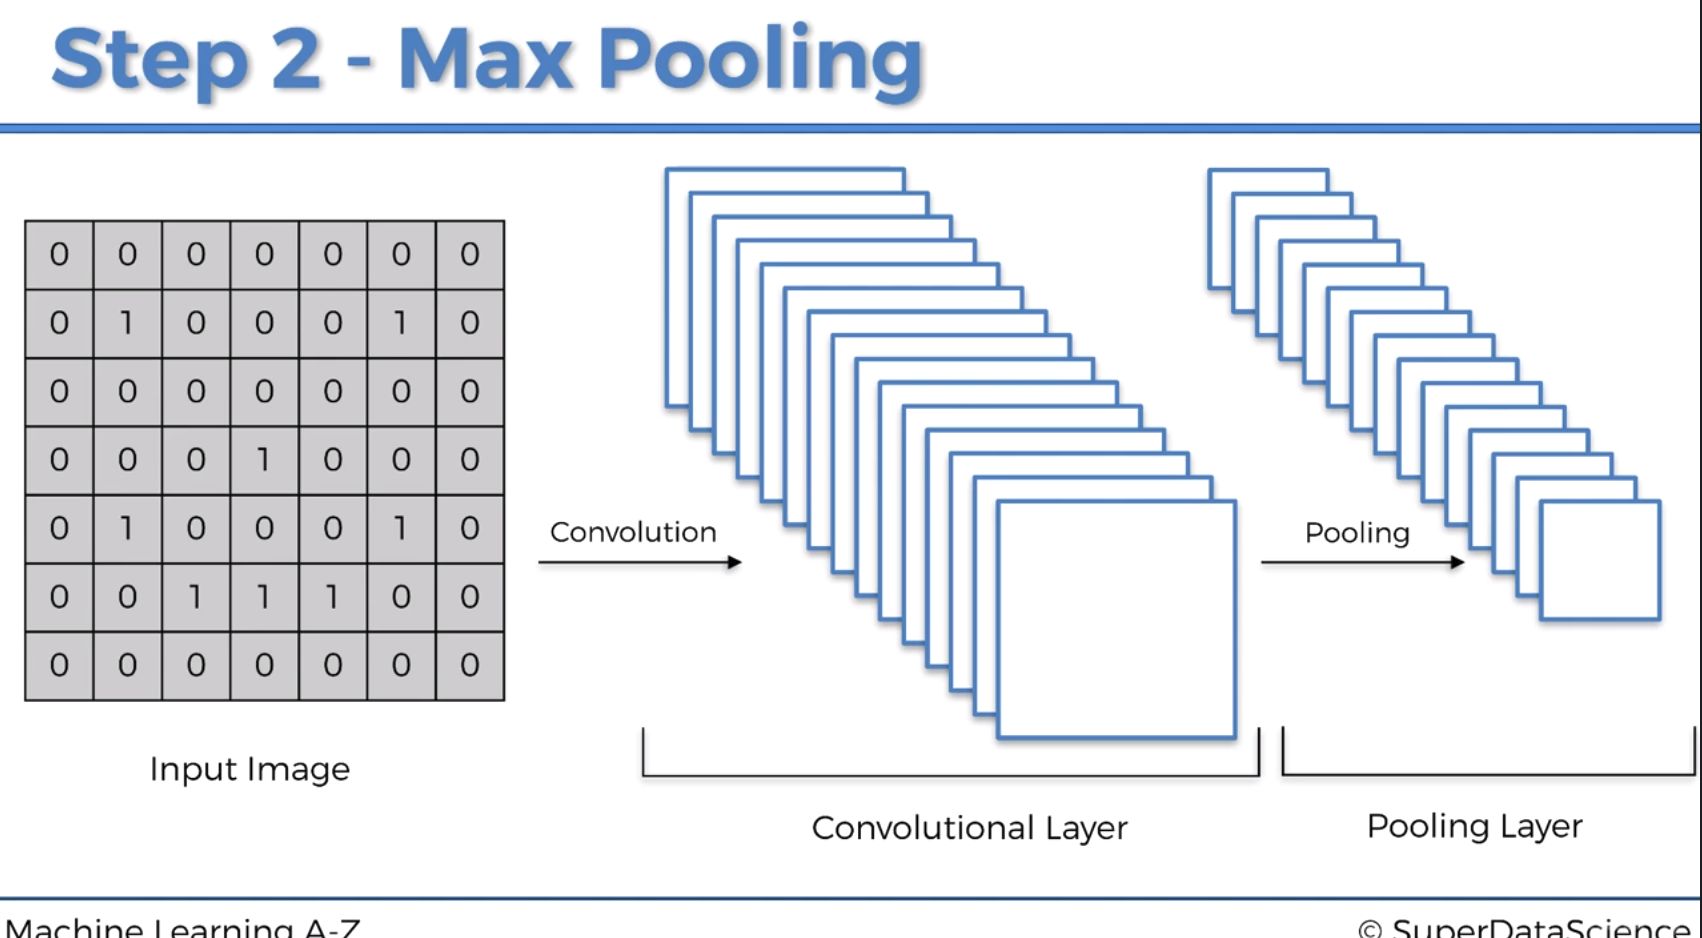 Step 2 - Max Pooling
0 0 0 0 0 0 0
0 1 0 0 0 1 0
0 0 0 0 0 0 0
0 0 0 1 0 0 0
0 1 0 0 0 1 0
0 0 1 1 1 0 0
0 0 0 0 0 0 0
Input Image
Convolution
Convolutional Layer
Pooling
Pooling Layer
Machine Learning A-Z
© SuperDataScience